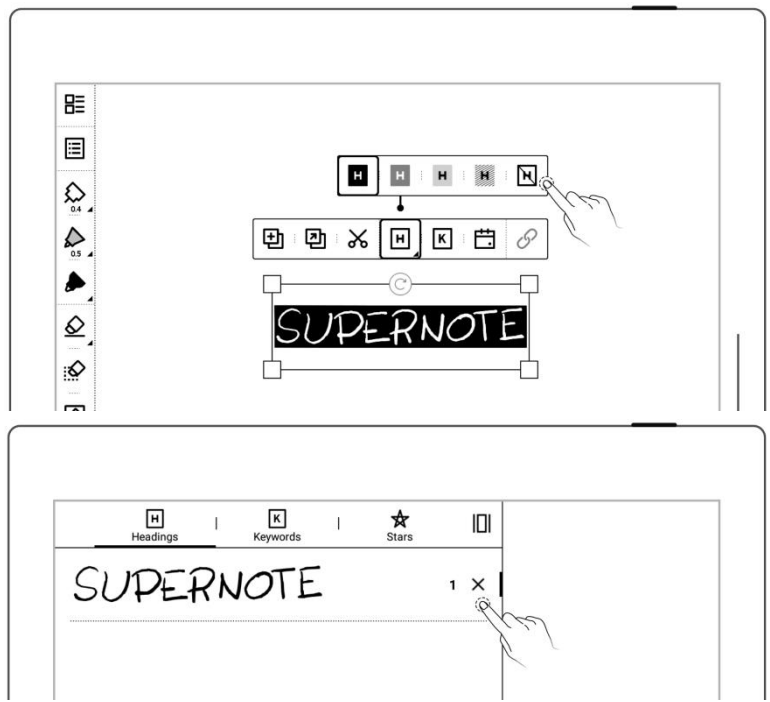 H H H H H
0.4
0.5
H K
SUPERNOTE
H K
Headings Keywords Stars
SUPERNOTE 1